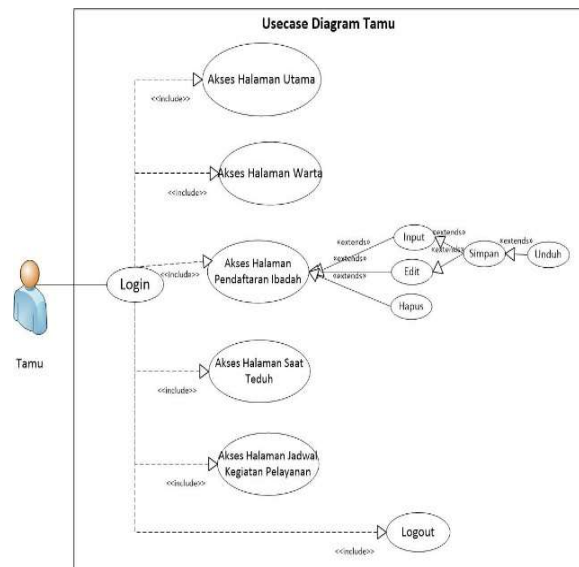 Usecase Diagram Tamu
Akses Halaman Utama
<<include>>
Akses Halaman Warta
<<include>>
Akses Halaman
Pendaftaran Ibadah
<<include>>
«extends»
«extends»
«extends»
Input
Edit
Hapus
«extends»
«extends»
Simpan
«extends»
Unduh
Login
Tamu
Akses Halaman Saat
Teduh
<<include>>
Akses Halaman Jadwal
Kegiatan Pelayanan
<<include>>
Logout
<<include>>